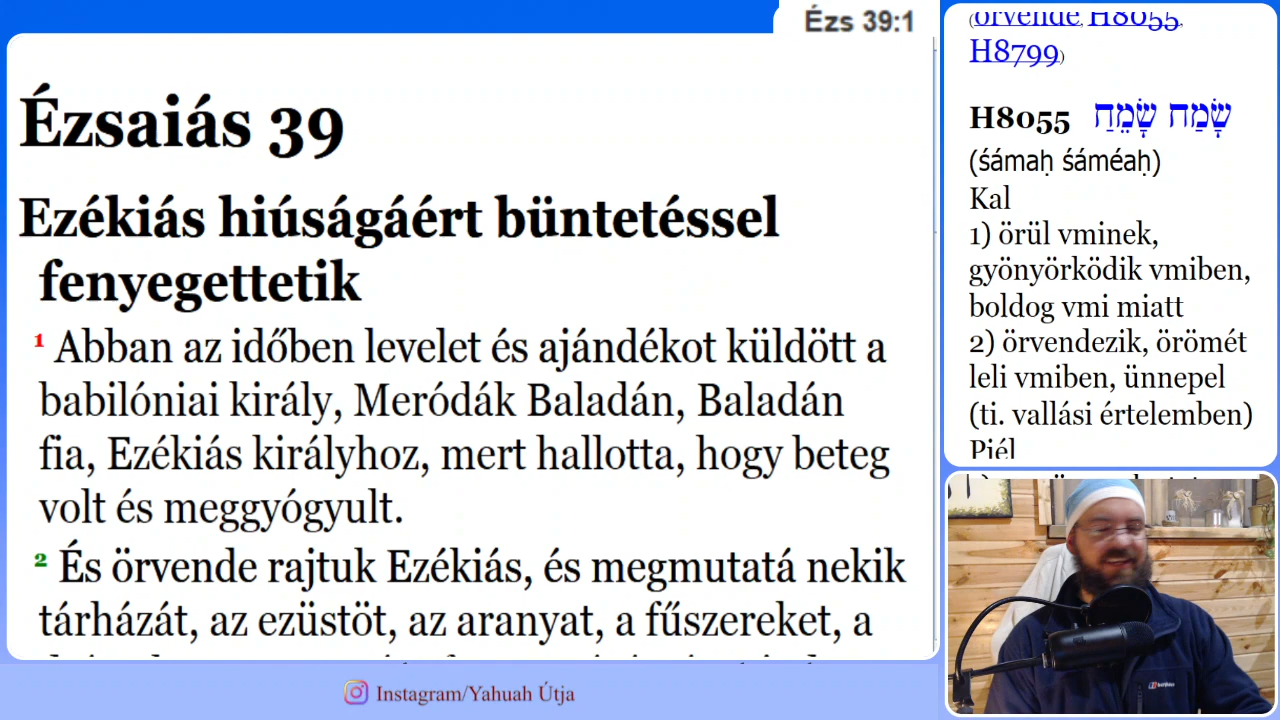 Ézs 39:1
Ézsaiás 39
Ezékiás hiúságáért büntetéssel
fenyegettetik
1 Abban az időben levelet és ajándékot küldött a
babilóniai király, Meródák Baladán, Baladán
fia, Ezékiás királyhoz, mert hallotta, hogy beteg
volt és meggyógyult.
2 És örvende rajtuk Ezékiás, és megmutatá nekik
tárházát, az ezüstöt, az aranyat, a fűszereket, a
Instagram/Yahuah Útja
(örvende, H8055,
H8799)
H8055 שָׂמַח שָׂמֵחַ
(śámaḥ śáméaḥ)
Kal
1) örül vminek,
gyönyörködik vmiben,
boldog vmi miatt
2) örvendezik, örömét
leli vmiben, ünnepel
(ti. vallási értelemben)
Piél